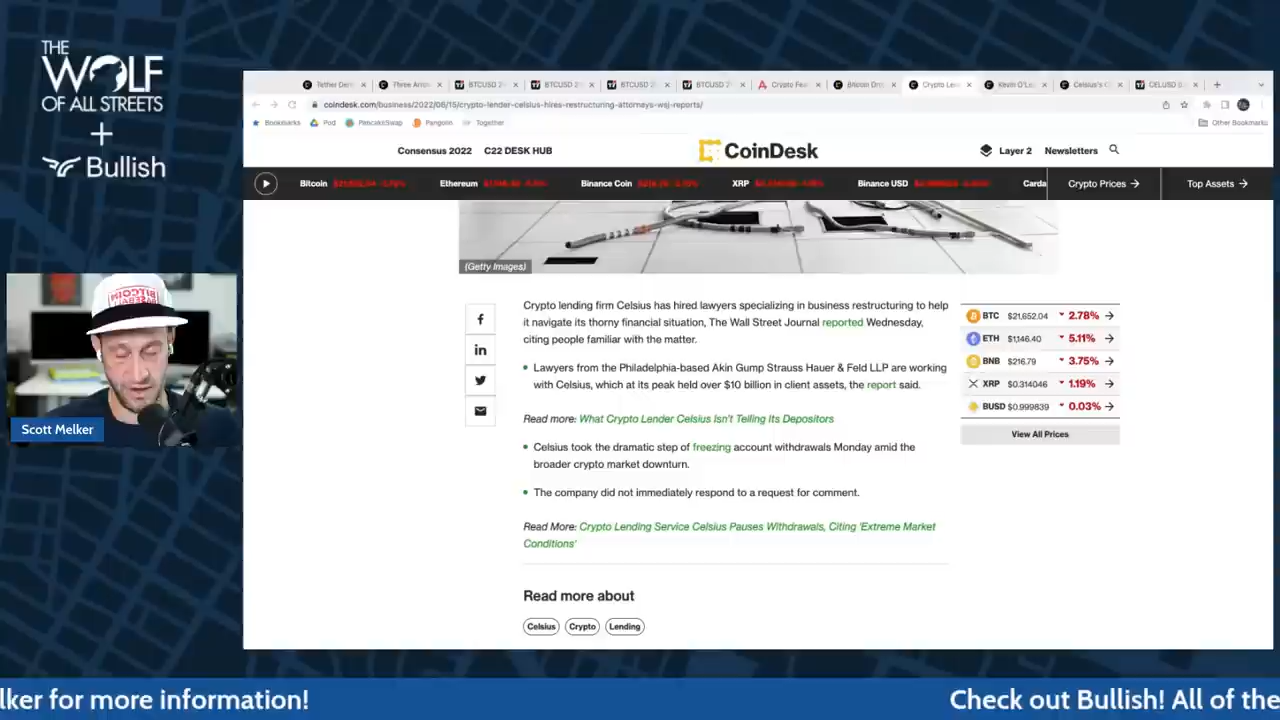 THE
WOLF
OF ALL STREETS
+
Bullish
Scott Melker
coindesk.com/business/2022/06/15/crypto-lender-celsius-hires-restructuring-attorneys-wsj-reports/
Bookmarks Pod PancakeSwap Pangolin Together Other Bookmarks
Consensus 2022 C22 DESK HUB CoinDesk Layer 2 Newsletters
Bitcoin Ethereum Binance Coin XRP Binance USD Carda Crypto Prices → Top Assets →
(Getty Images)
Crypto lending firm Celsius has hired lawyers specializing in business restructuring to help
it navigate its thorny financial situation, The Wall Street Journal reported Wednesday,
citing people familiar with the matter.
• Lawyers from the Philadelphia-based Akin Gump Strauss Hauer & Feld LLP are working
with Celsius, which at its peak held over $10 billion in client assets, the report said.
Read more: What Crypto Lender Celsius Isn't Telling Its Depositors
• Celsius took the dramatic step of freezing account withdrawals Monday amid the
broader crypto market downturn.
• The company did not immediately respond to a request for comment.
Read More: Crypto Lending Service Celsius Pauses Withdrawals, Citing 'Extreme Market
Conditions'
Read more about
Celsius Crypto Lending
BTC $21,652.04 2.78% →
ETH $1,146.40 5.11% →
BNB $216.79 3.75% →
XRP $0.314046 1.19% →
BUSD $0.999839 0.03% →
View All Prices
lker for more information! Check out Bullish! All of the